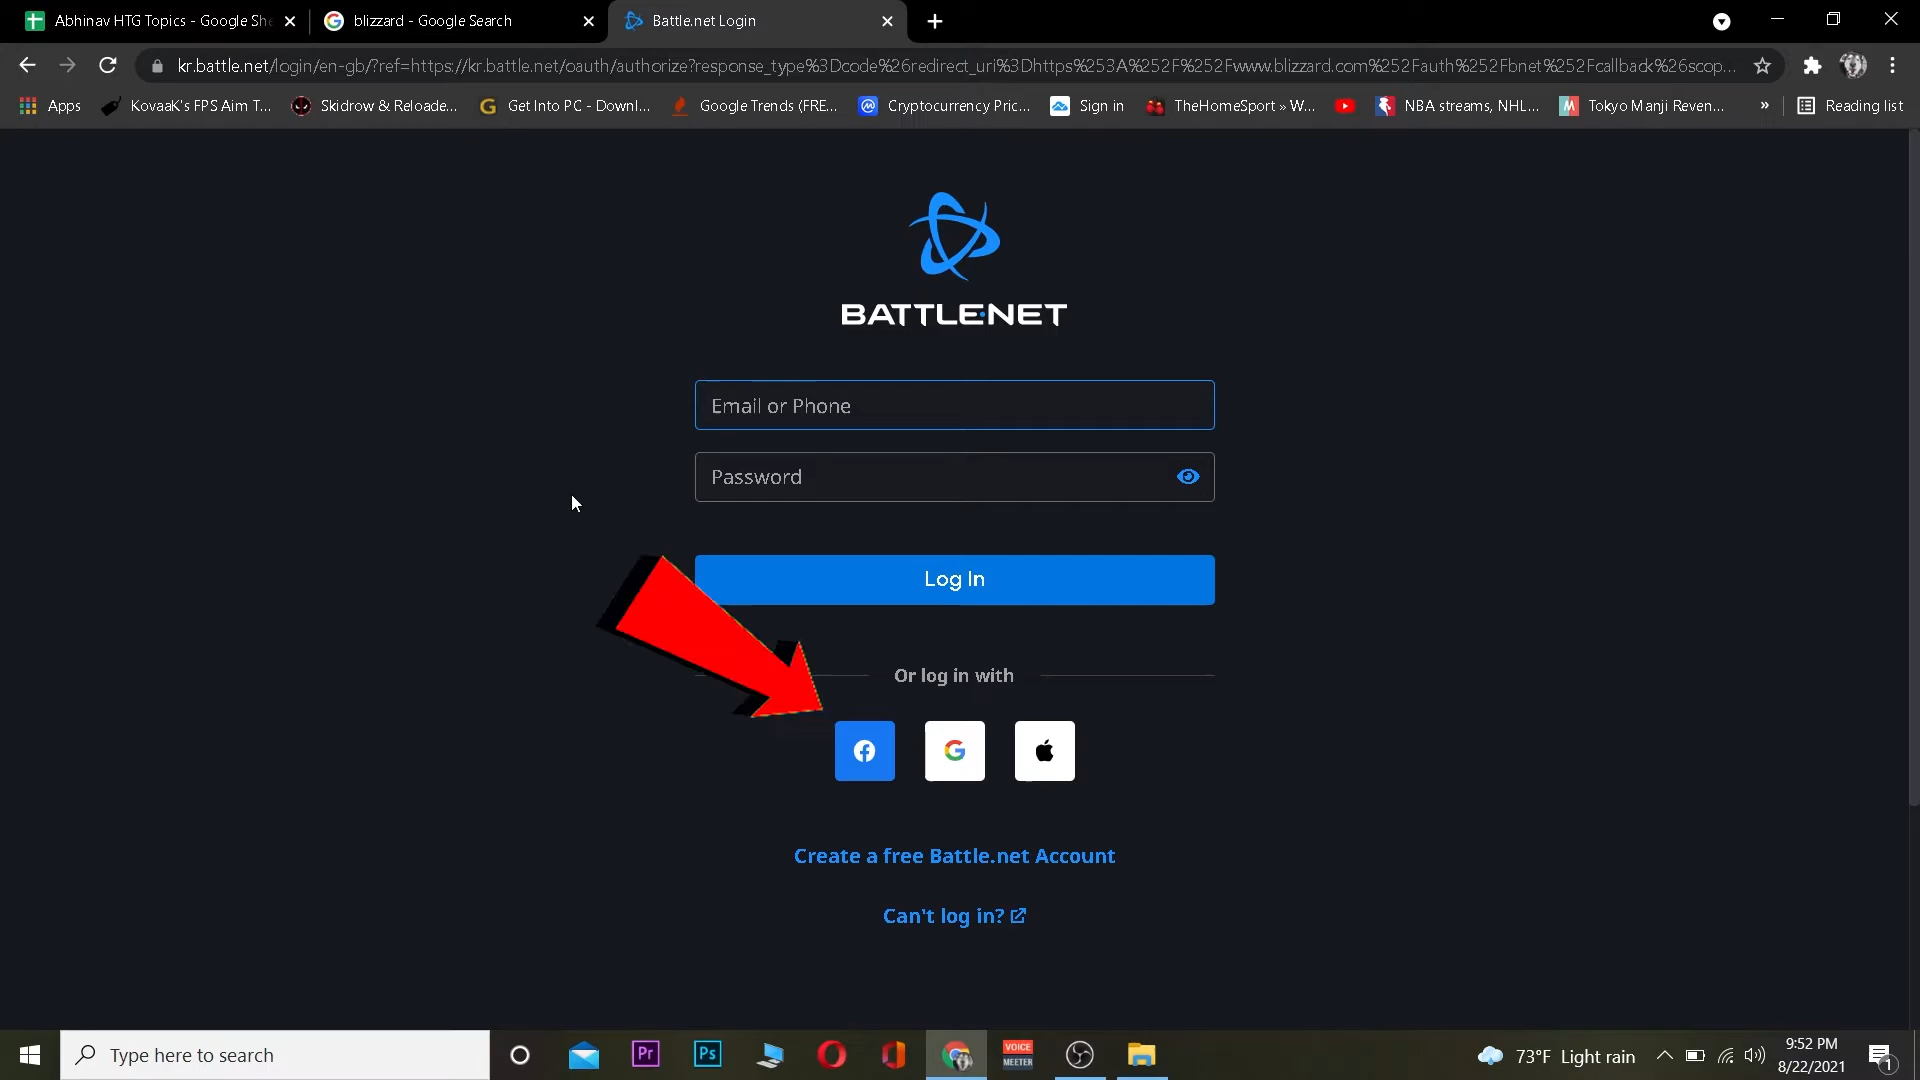 Abhinav HTG Topics - Google She
blizzard - Google Search
Battle.net Login
kr.battle.net/login/en-gb/?ref=https://kr.battle.net/oauth/authorize?response_type%3Dcode%26redirect_uri%3Dhttps%253A%252F%252Fwww.blizzard.com%252Fauth%252Fbnet%252Fcallback%26scop...
Apps
KovaaK's FPS Aim T...
Skidrow & Reloade...
Get Into PC - Downl...
Google Trends (FRE...
Cryptocurrency Pric...
Sign in
TheHomeSport » W...
NBA streams, NHL...
Tokyo Manji Reven...
»
Reading list
BATTLE.NET
Email or Phone
Password
Log In
Or log in with
Create a free Battle.net Account
Can't log in?
Type here to search
Pr
Ps
VOICE
MEETER
73°F Light rain
9:52 PM
8/22/2021
1